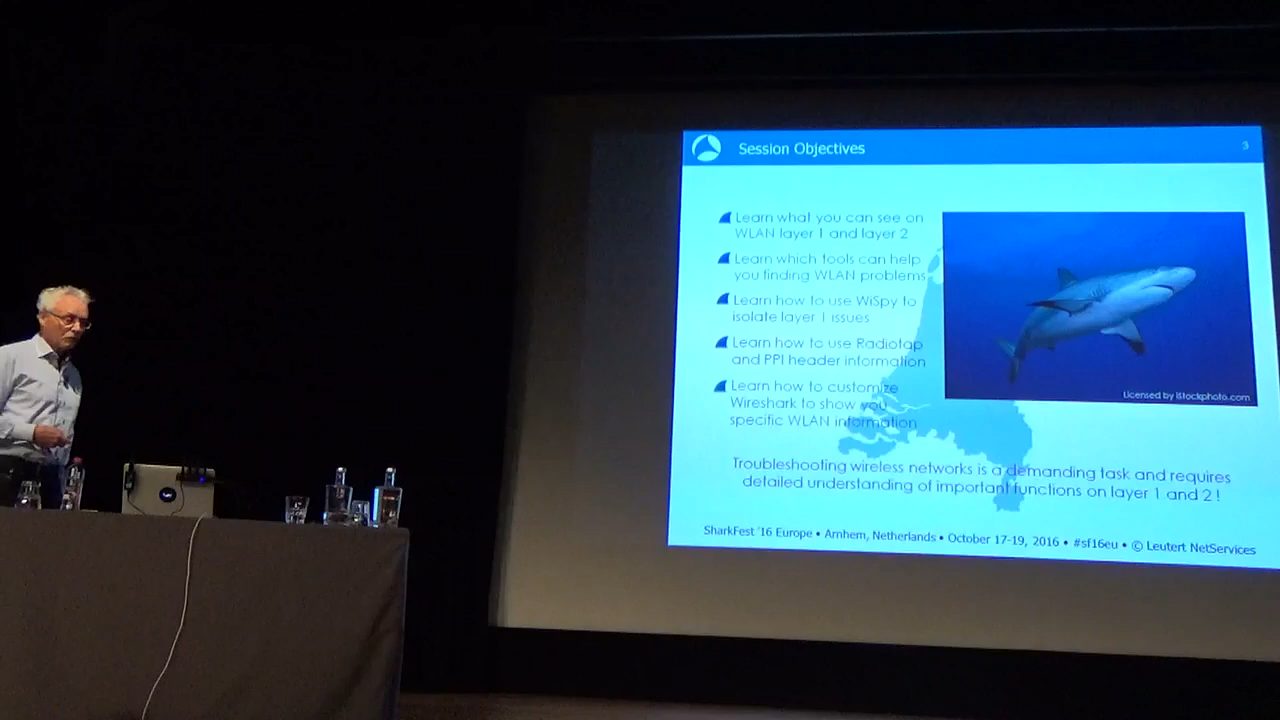 Session Objectives
3
Learn what you can see on
WLAN layer 1 and layer 2
Learn which tools can help
you finding WLAN problems
Learn how to use WiSpy to
isolate layer 1 issues
Learn how to use Radiotap
and PPI header information
Learn how to customize
Wireshark to show you
specific WLAN information
Licensed by iStockphoto.com
Troubleshooting wireless networks is a demanding task and requires
detailed understanding of important functions on layer 1 and 2 !
SharkFest '16 Europe • Arnhem, Netherlands • October 17-19, 2016 • #sf16eu • © Leutert NetServices